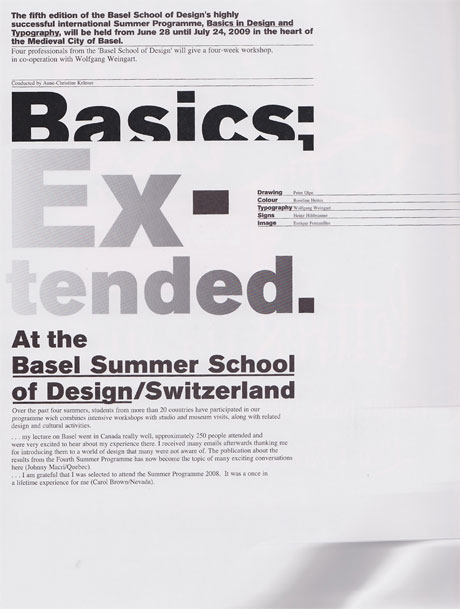 The fifth edition of the Basel School of Design's highly
successful international Summer Programme, Basics in Design and
Typography, will be held from June 28 until July 24, 2009 in the heart of
the Medieval City of Basel.
Four professionals from the 'Basel School of Design' will give a four-week workshop,
in co-operation with Wolfgang Weingart.
Conducted by Anne-Christine Krämer
Basics;
Ex-
tended.
Drawing Peter Olpe
Colour
Typography Wolfgang Weingart
Signs Heinz Hiltbrunner
Image Enrique Fontanilles
At the
Basel Summer School
of Design/Switzerland
Over the past four summers, students from more than 20 countries have participated in our
programme wich combines intensive workshops with studio and museum visits, along with related
design and cultural activities.
. . . my lecture on Basel went in Canada really well, approximately 250 people attended and
were very excited to hear about my experience there. I received many emails afterwards thanking me
for introducing them to a world of design that many were not aware of. The publication about the
results from the Fourth Summer Programme has now become the topic of many exciting conversations
here (Johnny Macri/Quebec).
. . . I am grateful that I was selected to attend the Summer Programme 2008. It was a once in
a lifetime experience for me (Carol Brown/Nevada).